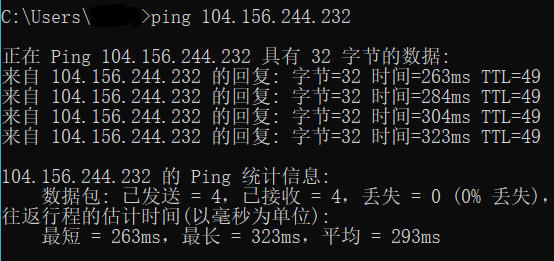 C:\Users\ >ping 104.156.244.232
正在 Ping 104.156.244.232 具有 32 字节的数据:
来自 104.156.244.232 的回复: 字节=32 时间=263ms TTL=49
来自 104.156.244.232 的回复: 字节=32 时间=284ms TTL=49
来自 104.156.244.232 的回复: 字节=32 时间=304ms TTL=49
来自 104.156.244.232 的回复: 字节=32 时间=323ms TTL=49
104.156.244.232 的 Ping 统计信息:
数据包: 已发送 = 4，已接收 = 4，丢失 = 0 (0% 丢失)，
往返行程的估计时间(以毫秒为单位):
最短 = 263ms，最长 = 323ms，平均 = 293ms